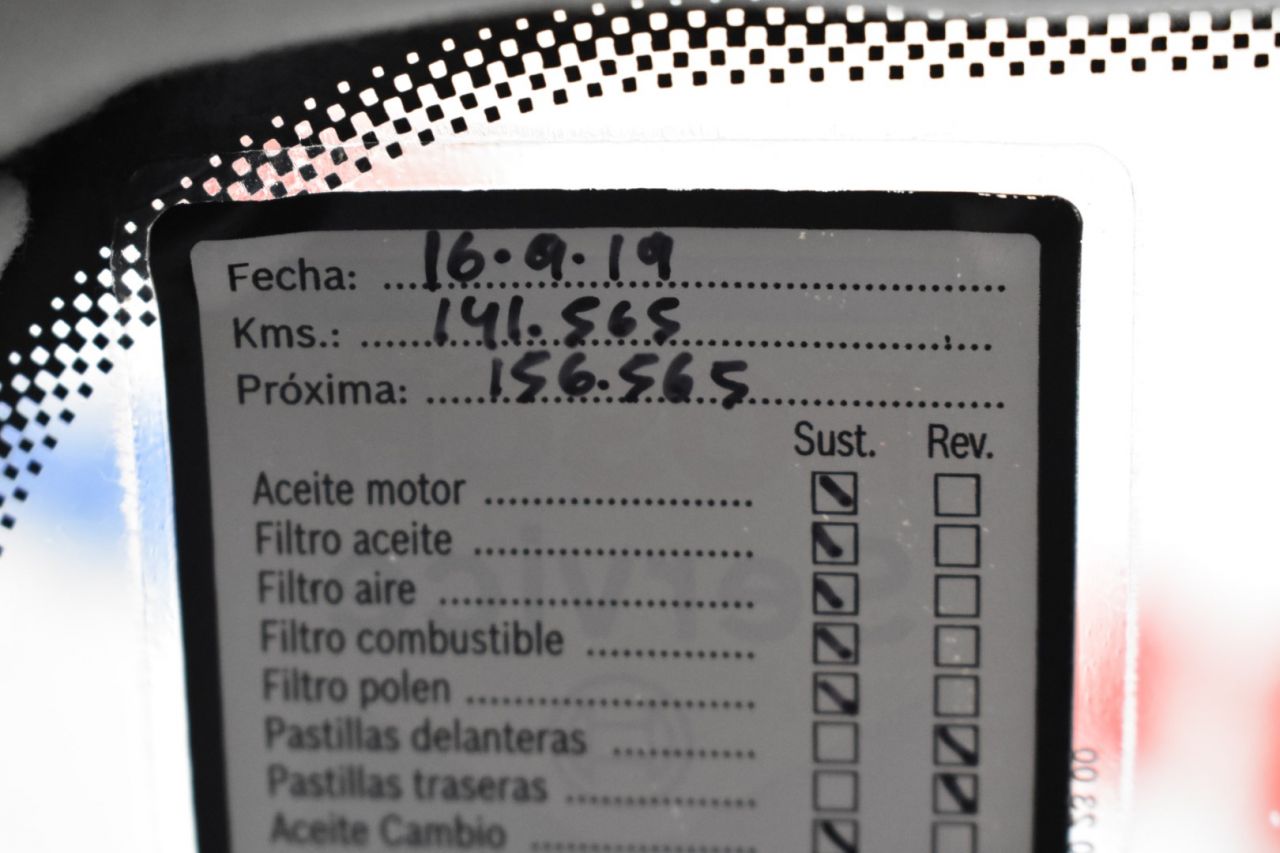 Fecha: 16.9.19
Kms.: 141.565
Próxima: 156.565
Sust. Rev.
Aceite motor
Filtro aceite
Filtro aire
Filtro combustible
Filtro polen
Pastillas delanteras
Pastillas traseras
Aceite Cambio
Service